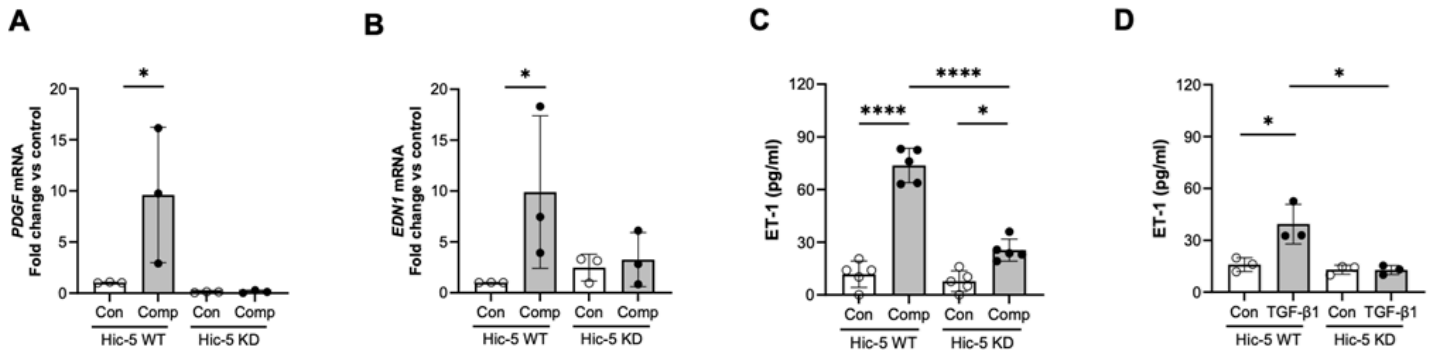 A
PDGF mRNA
Fold change vs control
20
15
10
5
0
*
Con Comp Con Comp
Hic-5 WT Hic-5 KD
B
EDN1 mRNA
Fold change vs control
20
15
10
5
0
*
Con Comp Con Comp
Hic-5 WT Hic-5 KD
C
ET-1 (pg/ml)
120
90
60
30
0
****
**** *
Con Comp Con Comp
Hic-5 WT Hic-5 KD
D
ET-1 (pg/ml)
120
90
60
30
0
*
*
Con TGF-β1 Con TGF-β1
Hic-5 WT Hic-5 KD